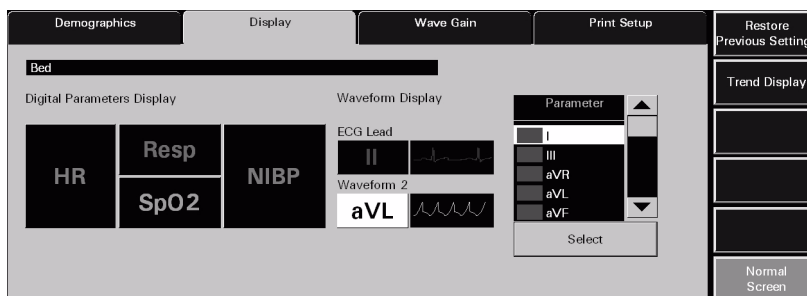 Demographics
Display
Wave Gain
Print Setup
Restore
Previous Setting
Trend Display
Normal
Screen
Bed
Digital Parameters Display
HR
Resp
SpO2
NIBP
Waveform Display
ECG Lead
II
Waveform 2
aVL
Parameter
I
III
aVR
aVL
aVF
Select